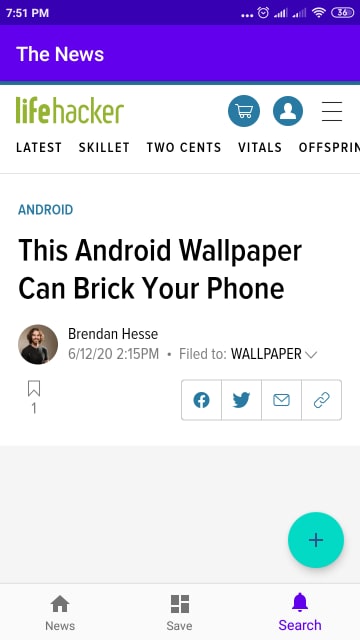 7:51 PM
36
The News
lifehacker
LATEST SKILLET TWO CENTS VITALS OFFSPRIN
ANDROID
This Android Wallpaper
Can Brick Your Phone
Brendan Hesse
6/12/20 2:15PM • Filed to: WALLPAPER
1
News
Save
Search